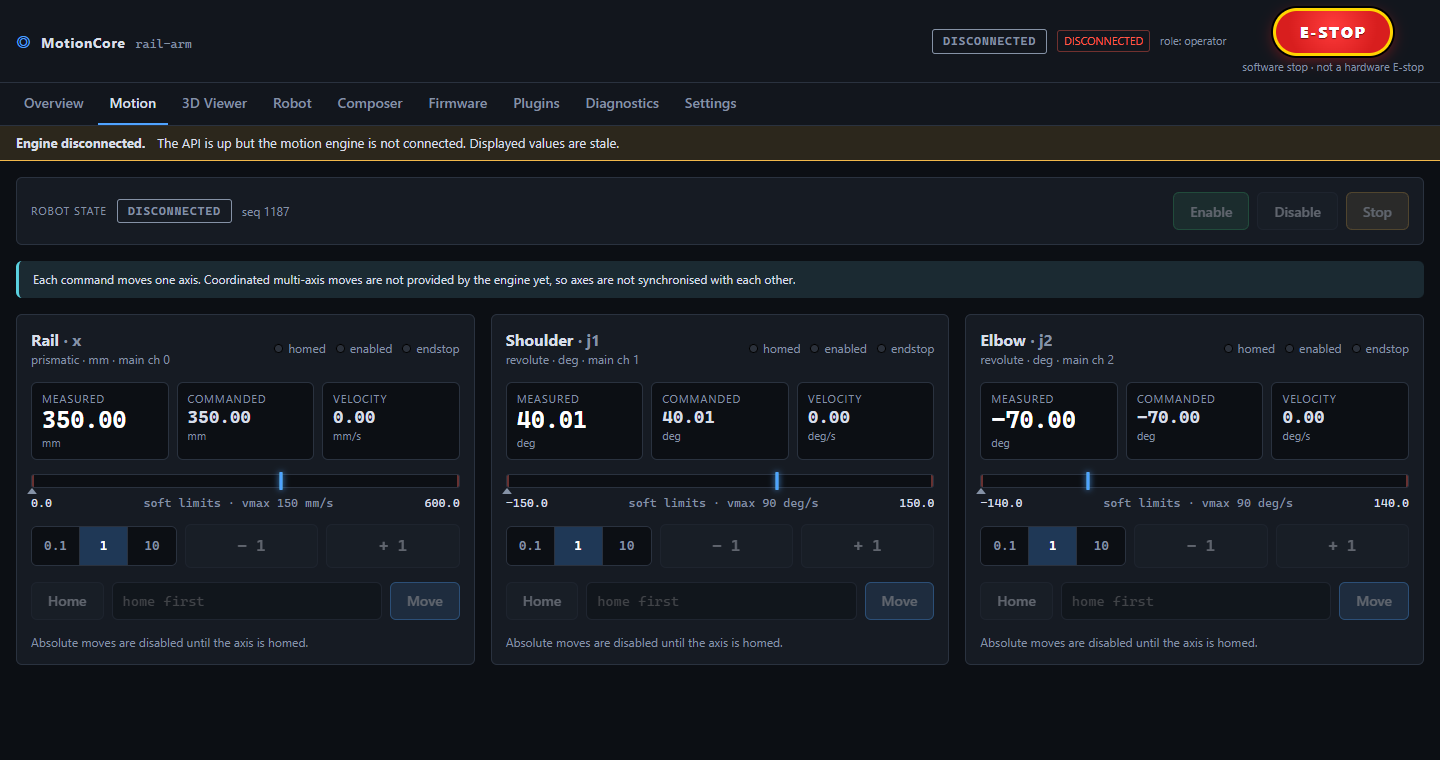 MotionCore rail-arm DISCONNECTED DISCONNECTED role: operator E-STOP
software stop · not a hardware E-stop
Overview Motion 3D Viewer Robot Composer Firmware Plugins Diagnostics Settings
Engine disconnected. The API is up but the motion engine is not connected. Displayed values are stale.
ROBOT STATE DISCONNECTED seq 1187 Enable Disable Stop
Each command moves one axis. Coordinated multi-axis moves are not provided by the engine yet, so axes are not synchronised with each other.
Rail · x
prismatic · mm · main ch 0
homed enabled endstop
MEASURED COMMANDED VELOCITY
350.00 350.00 0.00
mm mm mm/s
0.0 soft limits · vmax 150 mm/s 600.0
0.1 1 10 − 1 + 1
Home home first Move
Absolute moves are disabled until the axis is homed.
Shoulder · j1
revolute · deg · main ch 1
homed enabled endstop
MEASURED COMMANDED VELOCITY
40.01 40.01 0.00
deg deg deg/s
−150.0 soft limits · vmax 90 deg/s 150.0
0.1 1 10 − 1 + 1
Home home first Move
Absolute moves are disabled until the axis is homed.
Elbow · j2
revolute · deg · main ch 2
homed enabled endstop
MEASURED COMMANDED VELOCITY
−70.00 −70.00 0.00
deg deg deg/s
−140.0 soft limits · vmax 90 deg/s 140.0
0.1 1 10 − 1 + 1
Home home first Move
Absolute moves are disabled until the axis is homed.